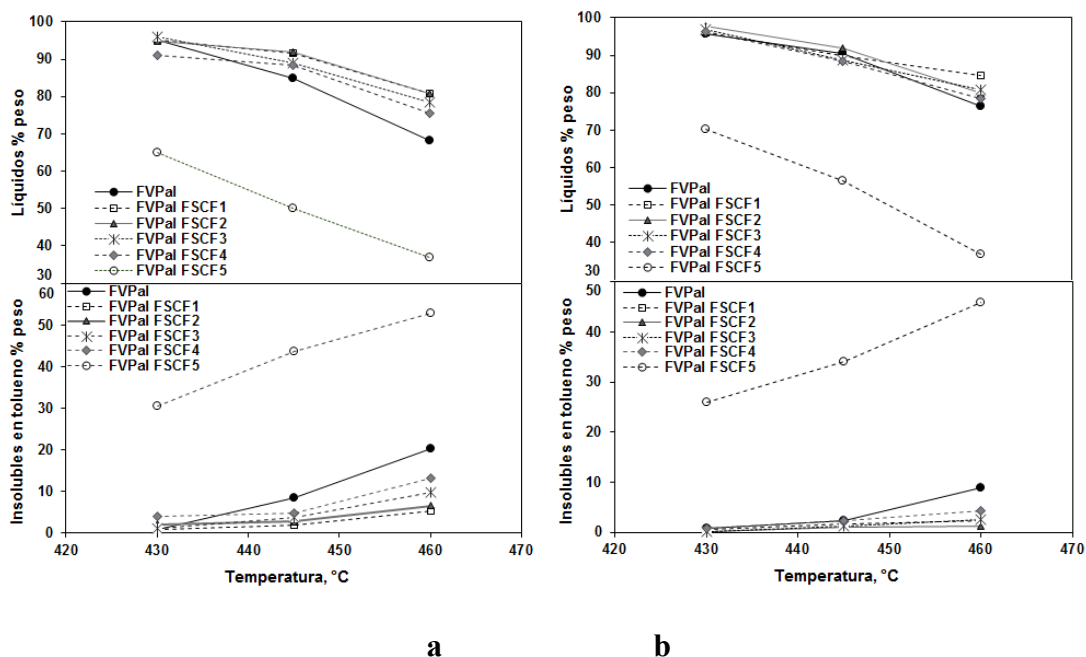 100
90
80
70
60
50
40
30
Líquidos % peso
FVPal
FVPal FSCF1
FVPal FSCF2
FVPal FSCF3
FVPal FSCF4
FVPal FSCF5
60
50
40
30
20
10
0
Insolubles en tolueno % peso
FVPal
FVPal FSCF1
FVPal FSCF2
FVPal FSCF3
FVPal FSCF4
FVPal FSCF5
420 430 440 450 460 470
Temperatura, °C
100
90
80
70
60
50
40
30
Líquidos % peso
FVPal
FVPal FSCF1
FVPal FSCF2
FVPal FSCF3
FVPal FSCF4
FVPal FSCF5
50
40
30
20
10
0
Insolubles en tolueno % peso
FVPal
FVPal FSCF1
FVPal FSCF2
FVPal FSCF3
FVPal FSCF4
FVPal FSCF5
420 430 440 450 460 470
Temperatura, °C
a b